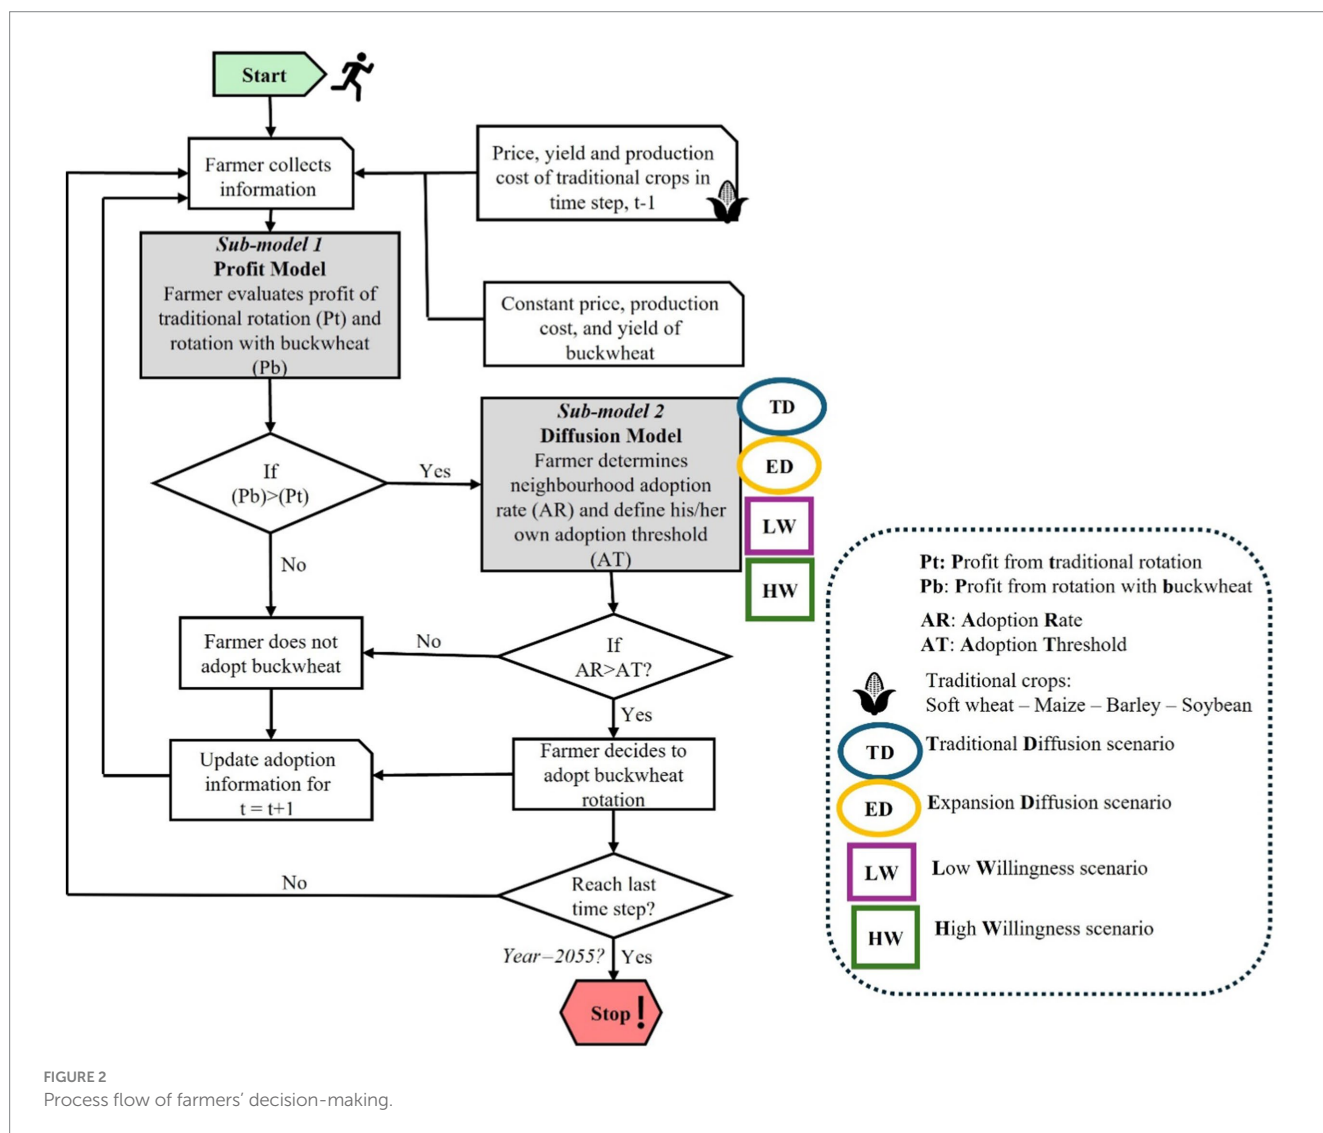 Start
Farmer collects
information
Price, yield and production
cost of traditional crops in
time step, t-1
Sub-model 1
Profit Model
Farmer evaluates profit of
traditional rotation (Pt) and
rotation with buckwheat
(Pb)
Constant price, production
cost, and yield of
buckwheat
If
(Pb)>(Pt)
Yes
No
Sub-model 2
Diffusion Model
Farmer determines
neighbourhood adoption
rate (AR) and define his/her
own adoption threshold
(AT)
TD
ED
LW
HW
Farmer does not
adopt buckwheat
No
If
AR>AT?
Yes
Update adoption
information for
t = t+1
Farmer decides to
adopt buckwheat
rotation
No
Reach last
time step?
Year–2055?
Yes
Stop !
Pt: Profit from traditional rotation
Pb: Profit from rotation with buckwheat
AR: Adoption Rate
AT: Adoption Threshold
Traditional crops:
Soft wheat – Maize – Barley – Soybean
TD Traditional Diffusion scenario
ED Expansion Diffusion scenario
LW Low Willingness scenario
HW High Willingness scenario
FIGURE 2
Process flow of farmers’ decision-making.